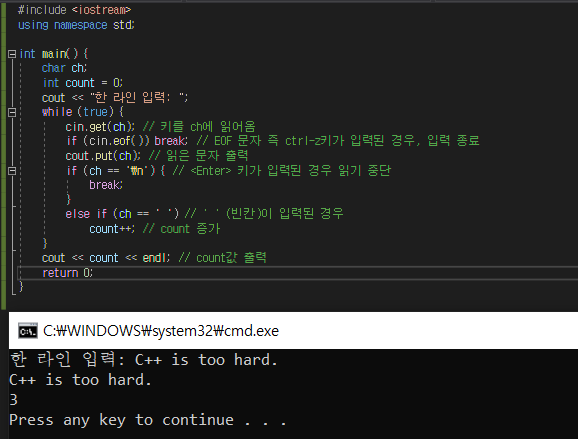 #include <iostream>
using namespace std;
int main() {
char ch;
int count = 0;
cout << "한 라인 입력: ";
while (true) {
cin.get(ch); // 키를 ch에 읽어옴
if (cin.eof()) break; // EOF 문자 즉 ctrl-z키가 입력된 경우, 입력 종료
cout.put(ch); // 읽은 문자 출력
if (ch == '₩n') { // <Enter> 키가 입력된 경우 읽기 중단
break;
}
else if (ch == ' ') // ' ' (빈칸)이 입력된 경우
count++; // count 증가
}
cout << count << endl; // count값 출력
return 0;
}
C:₩WINDOWS₩system32₩cmd.exe
한 라인 입력: C++ is too hard.
C++ is too hard.
3
Press any key to continue . . .